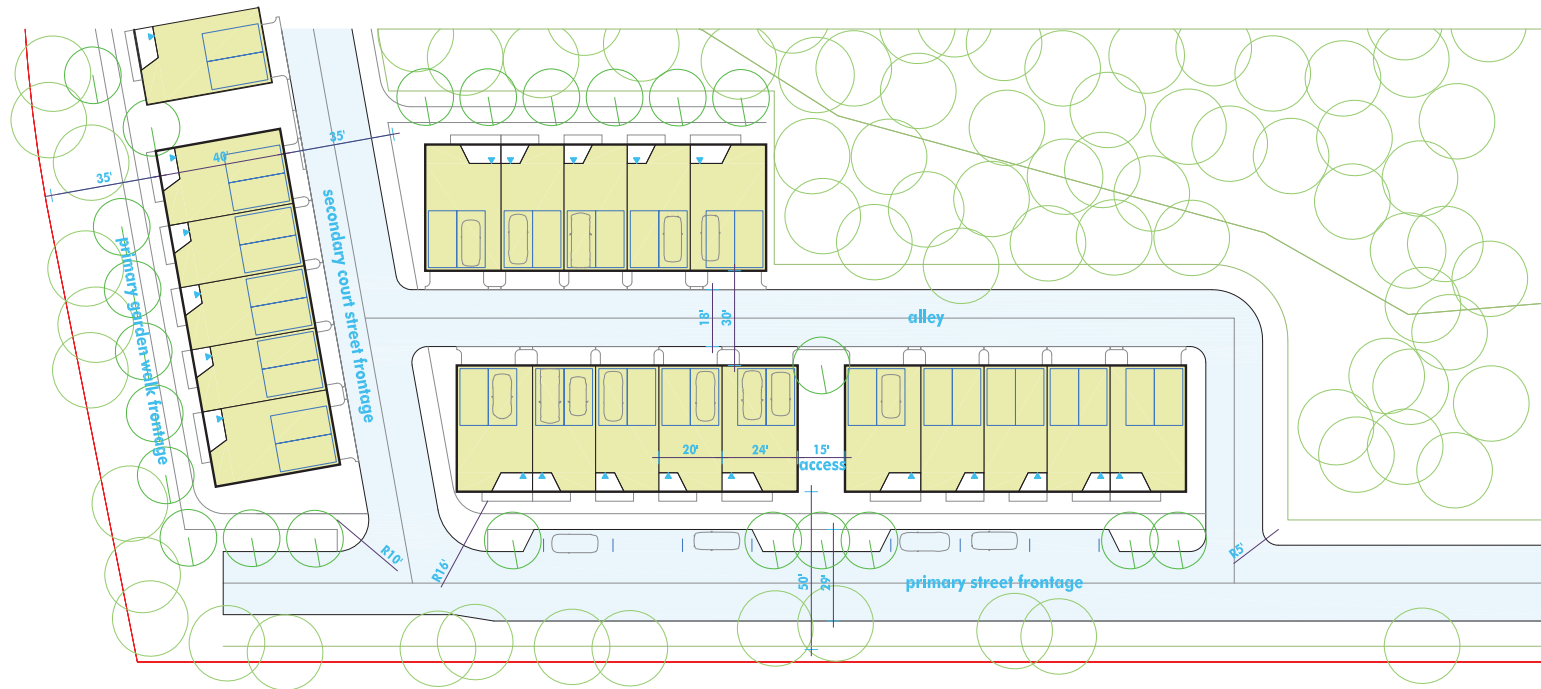 35'
40'
35'
primary garden walk frontage
secondary court street frontage
18'
30'
alley
20'
24'
15'
access
R10'
R16'
50'
29'
primary street frontage
R5'